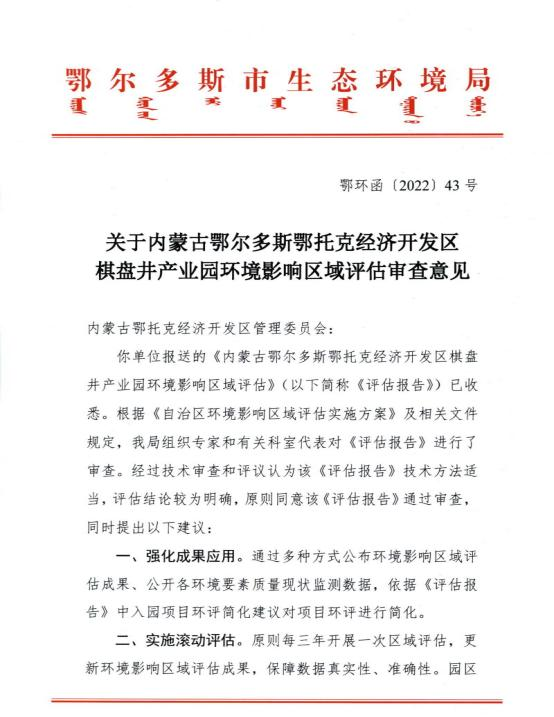 鄂尔多斯市生态环境局
鄂环函〔2022〕43 号
关于内蒙古鄂尔多斯鄂托克经济开发区
棋盘井产业园环境影响区域评估审查意见
内蒙古鄂托克经济开发区管理委员会：
你单位报送的《内蒙古鄂尔多斯鄂托克经济开发区棋盘
井产业园环境影响区域评估》（以下简称《评估报告》）已收
悉。根据《自治区环境影响区域评估实施方案》及相关文件
规定，我局组织专家和有关科室代表对《评估报告》进行了
审查。经过技术审查和评议认为该《评估报告》技术方法适
当，评估结论较为明确，原则同意该《评估报告》通过审查，
同时提出以下建议：
一、强化成果应用。通过多种方式公布环境影响区域评
估成果、公开各环境要素质量现状监测数据，依据《评估报
告》中入园项目环评简化建议对项目环评进行简化。
二、实施滚动评估。原则每三年开展一次区域评估，更
新环境影响区域评估成果，保障数据真实性、准确性。园区